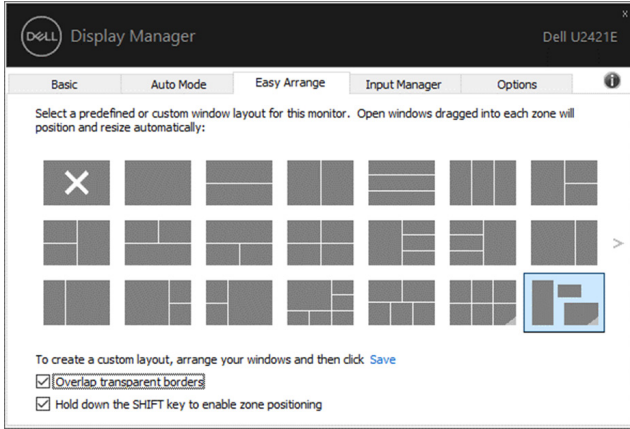 DELL Display Manager Dell U2421E
Basic Auto Mode Easy Arrange Input Manager Options
Select a predefined or custom window layout for this monitor. Open windows dragged into each zone will
position and resize automatically:
To create a custom layout, arrange your windows and then click Save
Overlap transparent borders
Hold down the SHIFT key to enable zone positioning